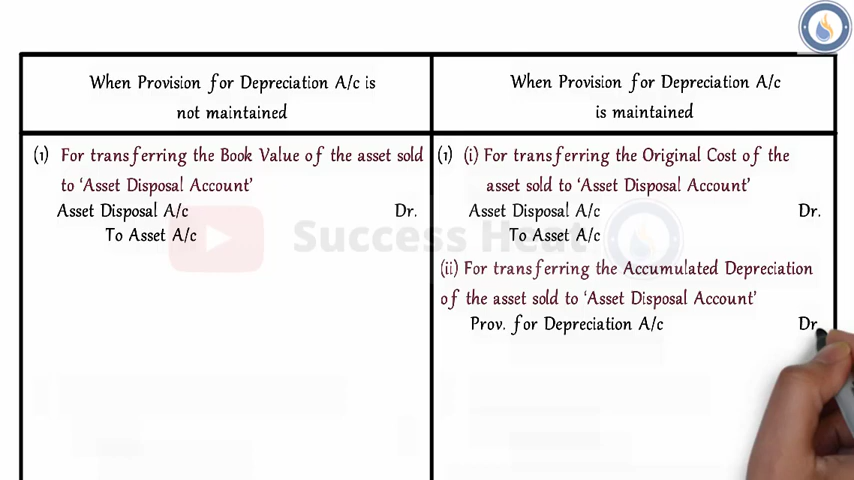 When Provision for Depreciation A/c is
not maintained
When Provision for Depreciation A/c
is maintained
(1) For transferring the Book Value of the asset sold
to 'Asset Disposal Account'
Asset Disposal A/c Dr.
To Asset A/c
(1) (i) For transferring the Original Cost of the
asset sold to 'Asset Disposal Account'
Asset Disposal A/c Dr.
To Asset A/c
(ii) For transferring the Accumulated Depreciation
of the asset sold to 'Asset Disposal Account'
Prov. for Depreciation A/c Dr
Success Heat